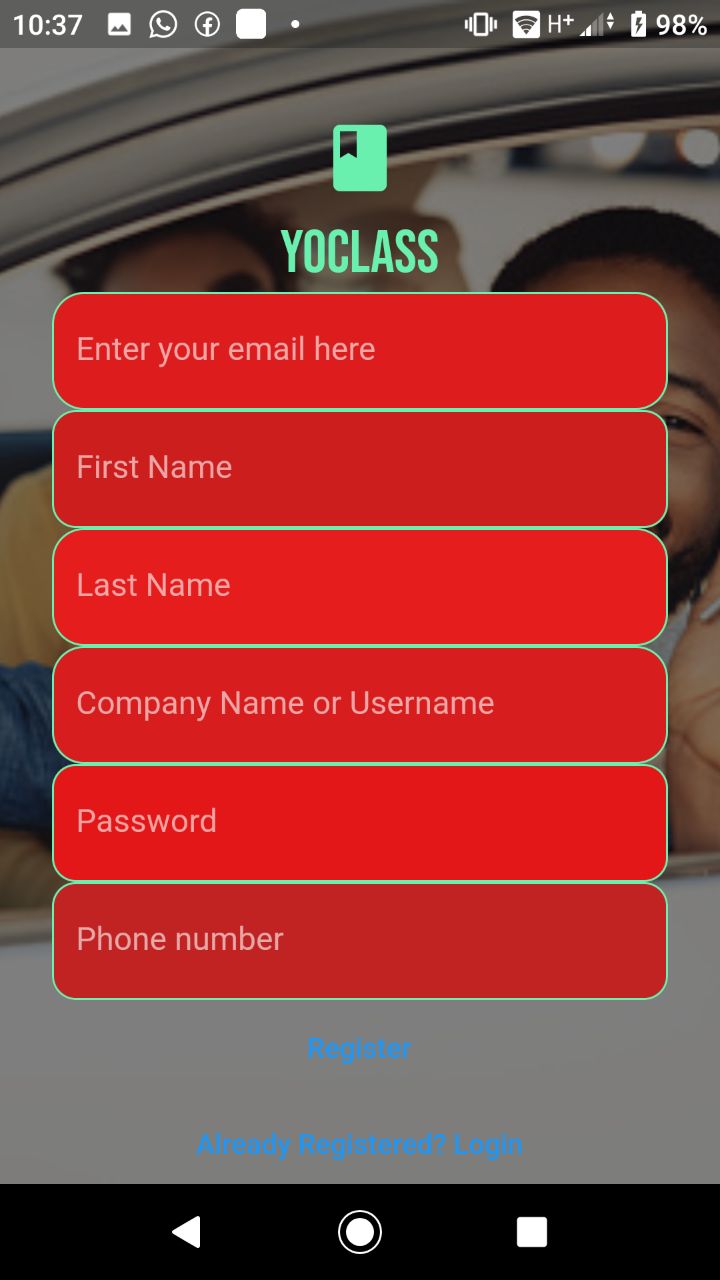 10:37 H+ 98%
YOCLASS
Enter your email here
First Name
Last Name
Company Name or Username
Password
Phone number
Register
Already Registered? Login